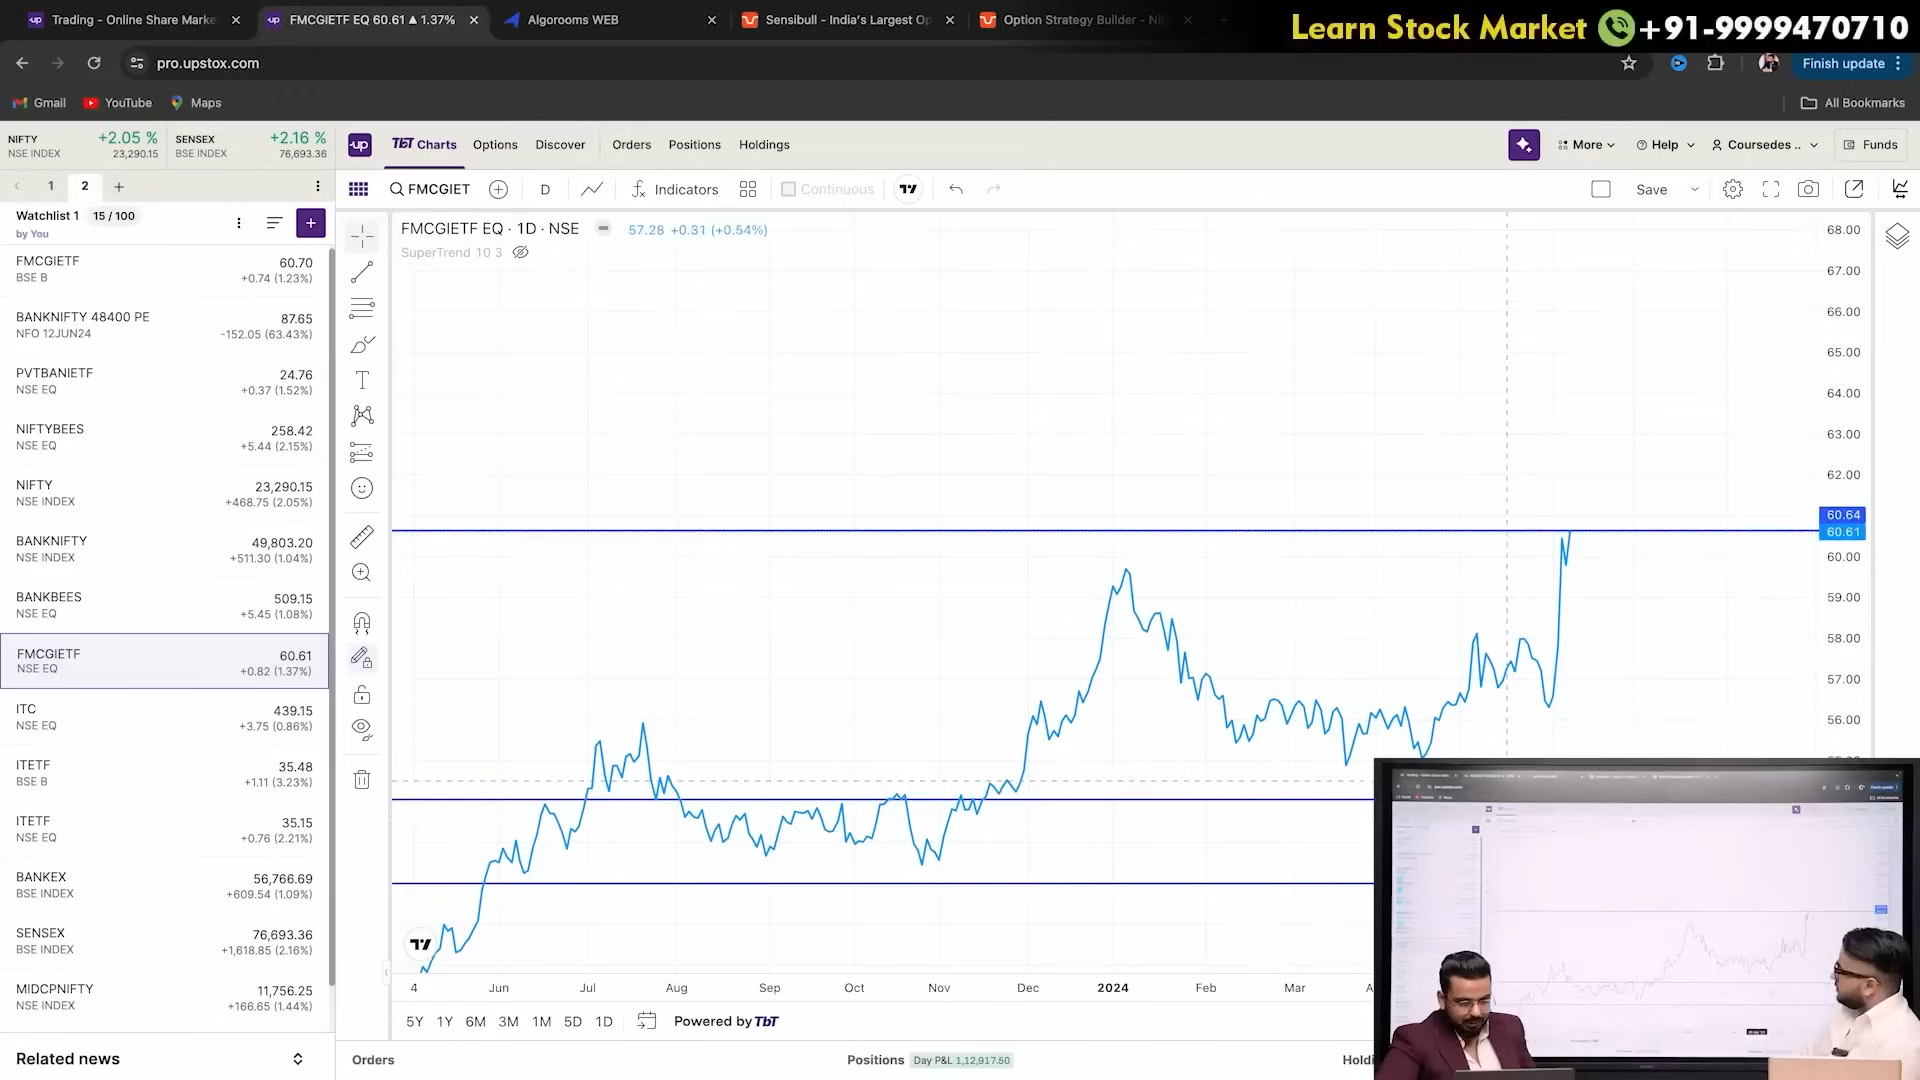 Trading - Online Share Marke
FMCGIETF EQ 60.61 ▲ 1.37%
Algorooms WEB
Sensibull - India's Largest Op
Option Strategy Builder - Nif
Learn Stock Market +91-9999470710
pro.upstox.com
Finish update
Gmail
YouTube
Maps
All Bookmarks
NIFTY +2.05 %
NSE INDEX 23,290.15
SENSEX +2.16 %
BSE INDEX 76,693.36
up
TbT Charts
Options
Discover
Orders
Positions
Holdings
More
Help
Coursedes ..
Funds
1
2
Watchlist 1 15 / 100
by You
FMCGIET
D
Indicators
Continuous
Save
FMCGIETF EQ · 1D · NSE 57.28 +0.31 (+0.54%)
SuperTrend 10 3
FMCGIETF 60.70
BSE B +0.74 (1.23%)
BANKNIFTY 48400 PE 87.65
NFO 12JUN24 -152.05 (63.43%)
PVTBANIETF 24.76
NSE EQ +0.37 (1.52%)
NIFTYBEES 258.42
NSE EQ +5.44 (2.15%)
NIFTY 23,290.15
NSE INDEX +468.75 (2.05%)
BANKNIFTY 49,803.20
NSE INDEX +511.30 (1.04%)
BANKBEES 509.15
NSE EQ +5.45 (1.08%)
FMCGIETF 60.61
NSE EQ +0.82 (1.37%)
ITC 439.15
NSE EQ +3.75 (0.86%)
ITETF 35.48
BSE B +1.11 (3.23%)
ITETF 35.15
NSE EQ +0.76 (2.21%)
BANKEX 56,766.69
BSE INDEX +609.54 (1.09%)
SENSEX 76,693.36
BSE INDEX +1,618.85 (2.16%)
MIDCPNIFTY 11,756.25
NSE INDEX +166.65 (1.44%)
Related news
68.00
67.00
66.00
65.00
64.00
63.00
62.00
60.64
60.61
60.00
59.00
58.00
57.00
56.00
4 Jun Jul Aug Sep Oct Nov Dec 2024 Feb Mar
5Y 1Y 6M 3M 1M 5D 1D
Powered by TbT
Orders
Positions Day P&L 1,12,917.50
Holdi